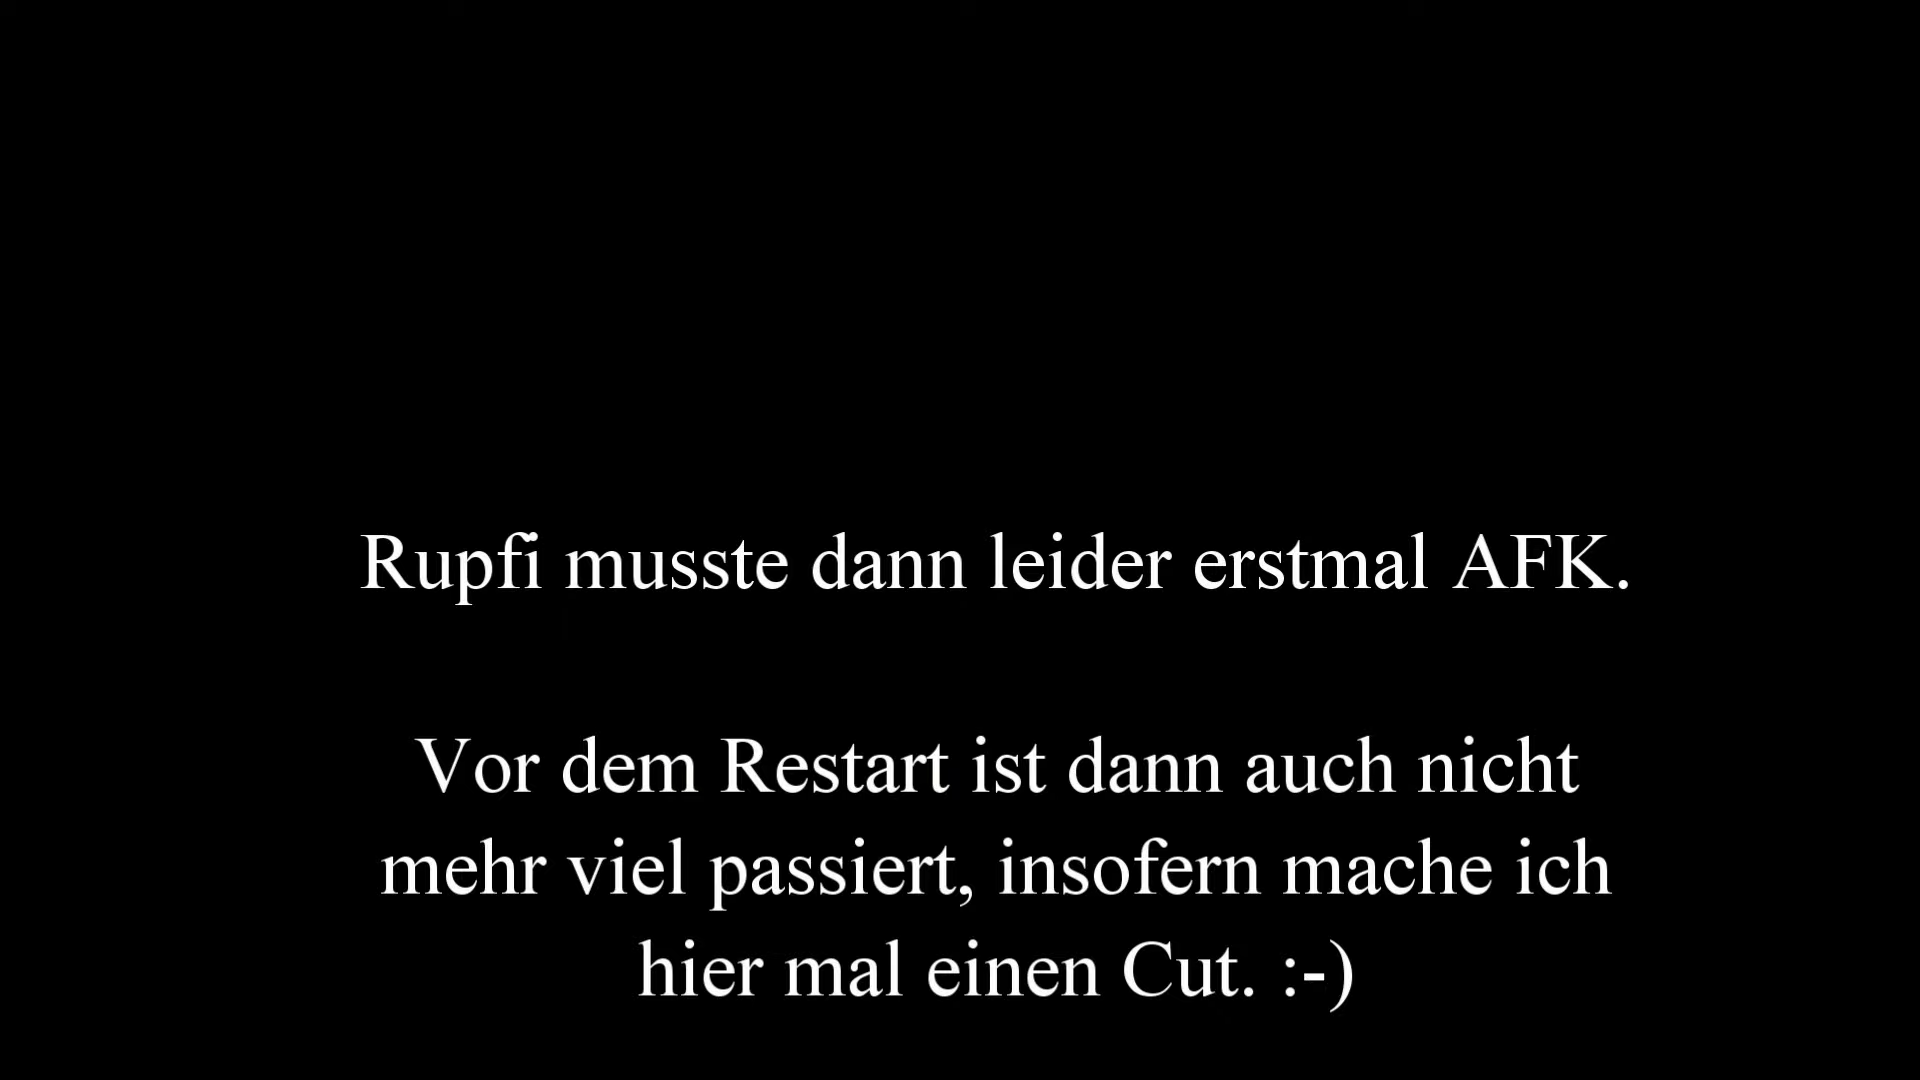 Rupfi musste dann leider erstmal AFK.
Vor dem Restart ist dann auch nicht
mehr viel passiert, insofern mache ich
hier mal einen Cut. :-)